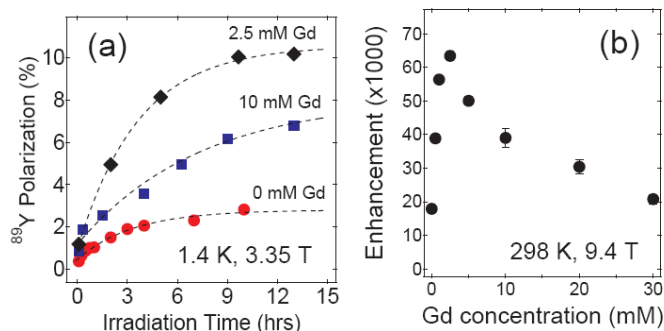 (a)
2.5 mM Gd
10 mM Gd
0 mM Gd
1.4 K, 3.35 T
⁸⁹Y Polarization (%)
10
8
6
4
2
0
0 3 6 9 12 15
Irradiation Time (hrs)
(b)
298 K, 9.4 T
Enhancement (x1000)
70
60
50
40
30
20
10
0
0 10 20 30
Gd concentration (mM)